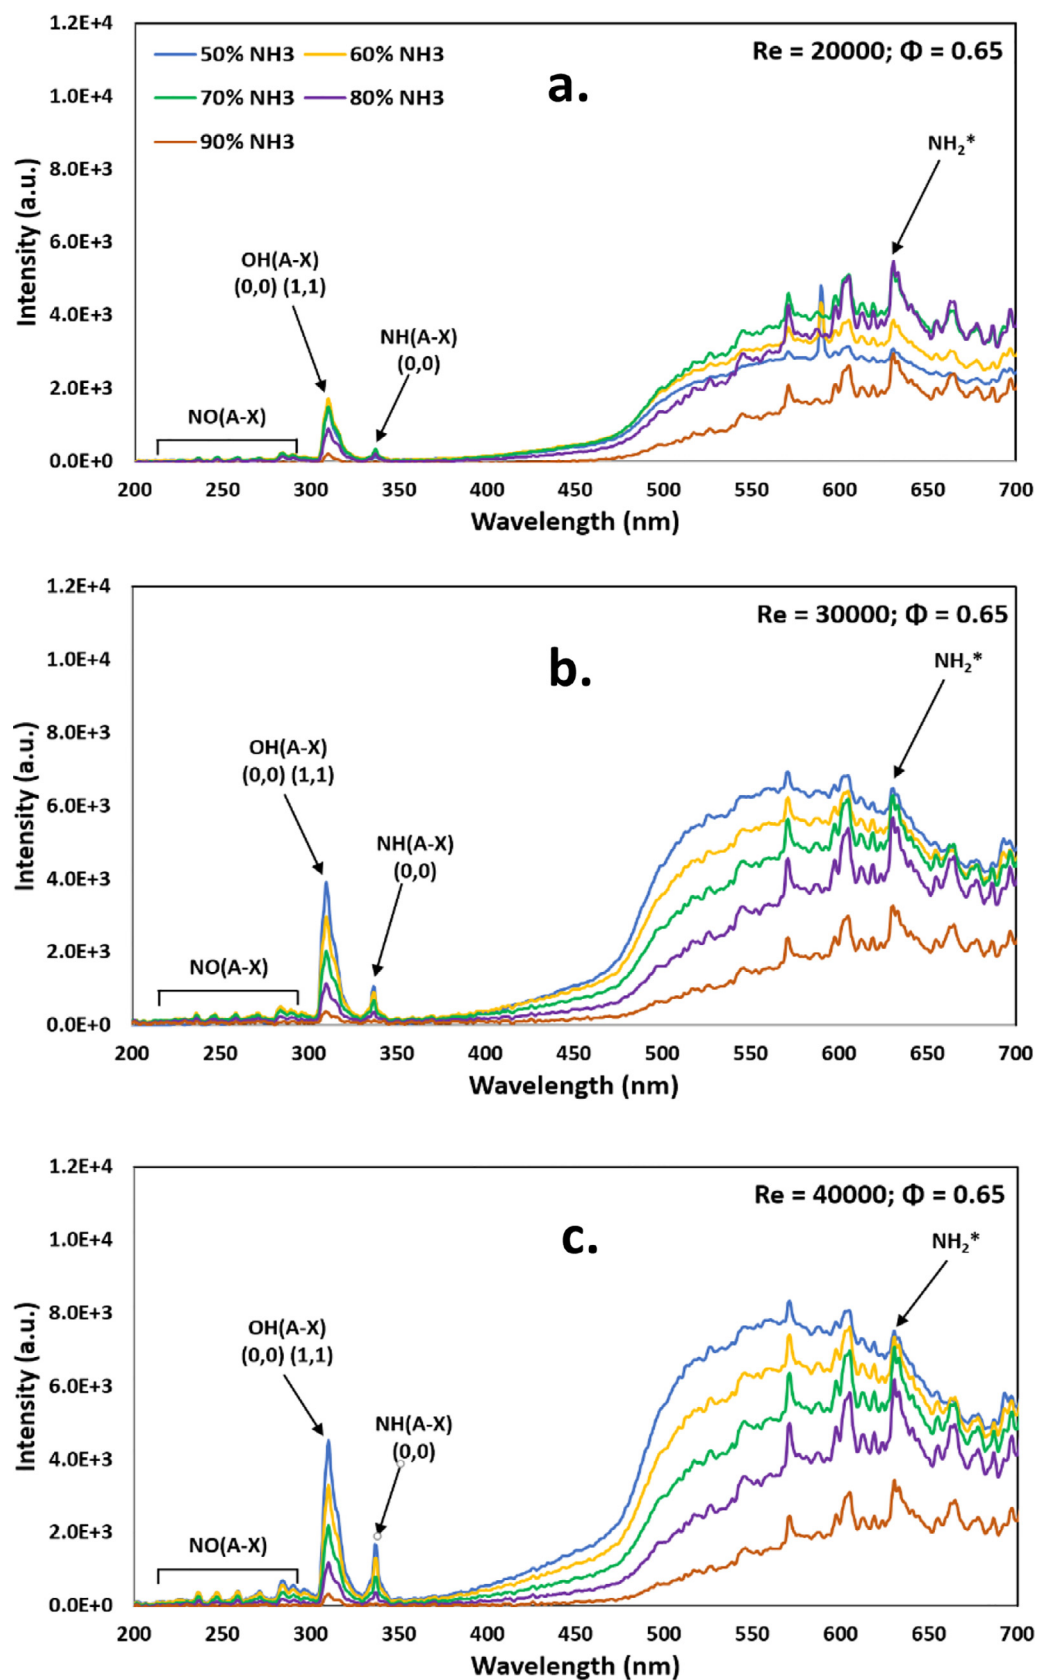 1.2E+4
1.0E+4
8.0E+3
6.0E+3
4.0E+3
2.0E+3
0.0E+0
Intensity (a.u.)
50% NH3
60% NH3
70% NH3
80% NH3
90% NH3
a.
Re = 20000; Φ = 0.65
NH₂*
OH(A-X)
(0,0) (1,1)
NH(A-X)
(0,0)
NO(A-X)
200 250 300 350 400 450 500 550 600 650 700
Wavelength (nm)
1.2E+4
1.0E+4
8.0E+3
6.0E+3
4.0E+3
2.0E+3
0.0E+0
Intensity (a.u.)
b.
Re = 30000; Φ = 0.65
NH₂*
OH(A-X)
(0,0) (1,1)
NH(A-X)
(0,0)
NO(A-X)
200 250 300 350 400 450 500 550 600 650 700
Wavelength (nm)
1.2E+4
1.0E+4
8.0E+3
6.0E+3
4.0E+3
2.0E+3
0.0E+0
Intensity (a.u.)
c.
Re = 40000; Φ = 0.65
NH₂*
OH(A-X)
(0,0) (1,1)
NH(A-X)
(0,0)
NO(A-X)
200 250 300 350 400 450 500 550 600 650 700
Wavelength (nm)